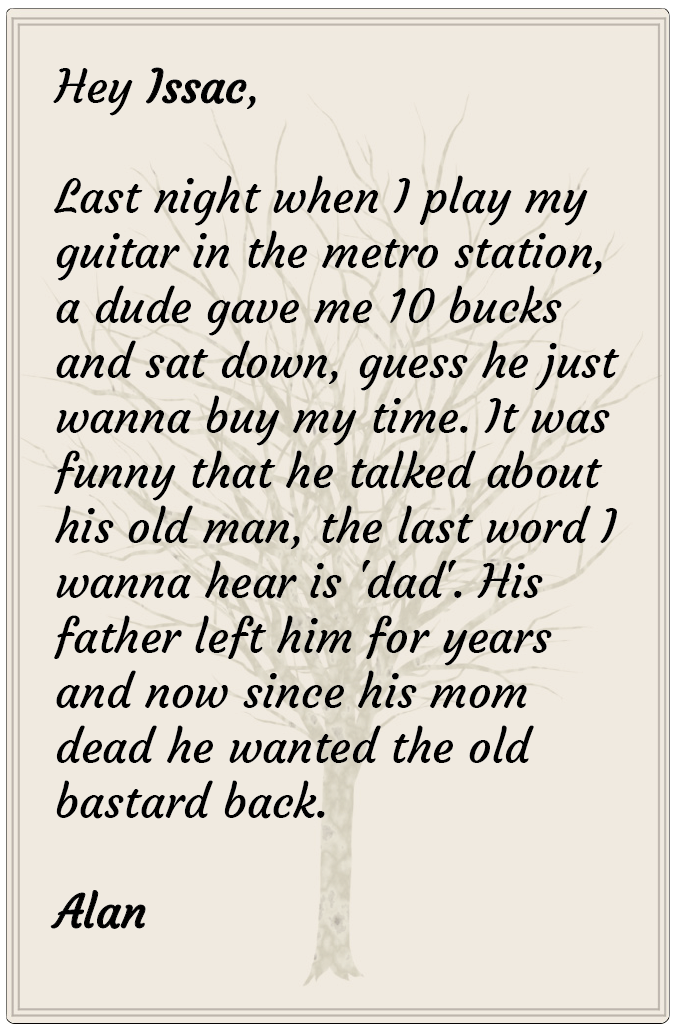 Hey Issac,
Last night when I play my
guitar in the metro station,
a dude gave me 10 bucks
and sat down, guess he just
wanna buy my time. It was
funny that he talked about
his old man, the last word I
wanna hear is 'dad'. His
father left him for years
and now since his mom
dead he wanted the old
bastard back.
Alan